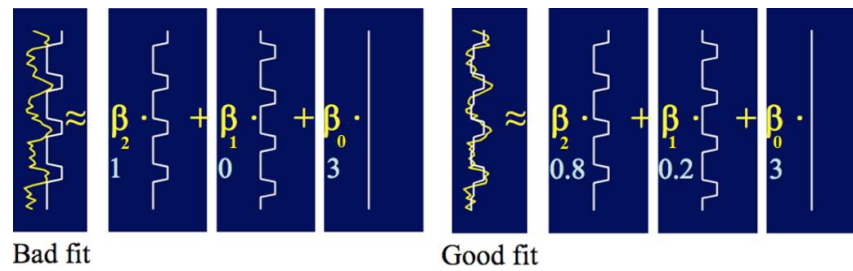 ≈ β₂ · + β₁ · + β₀ ·
1 0 3
Bad fit
≈ β₂ · + β₁ · + β₀ ·
0.8 0.2 3
Good fit